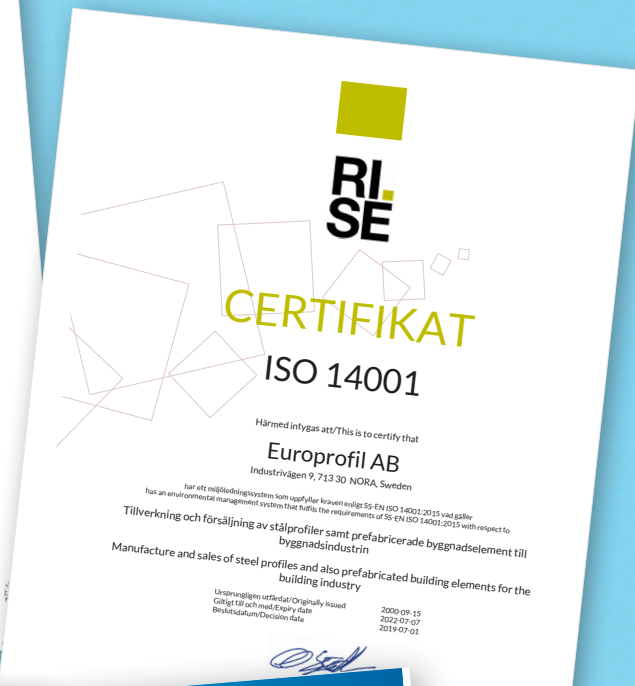 RI.
SE
CERTIFIKAT
ISO 14001
Härmed intygas att/This is to certify that
Europrofil AB
Industrivägen 9, 713 30 NORA, Sweden
har ett miljöledningssystem som uppfyller kraven enligt SS-EN ISO 14001:2015 vad gäller
has an environmental management system that fulfils the requirements of SS-EN ISO 14001:2015 with respect to
Tillverkning och försäljning av stålprofiler samt prefabricerade byggnadselement till
byggnadsindustrin
Manufacture and sales of steel profiles and also prefabricated building elements for the
building industry
Ursprungligen utfärdat/Originally issued 2000-09-15
Giltigt till och med/Expiry date 2022-07-07
Beslutsdatum/Decision date 2019-07-01